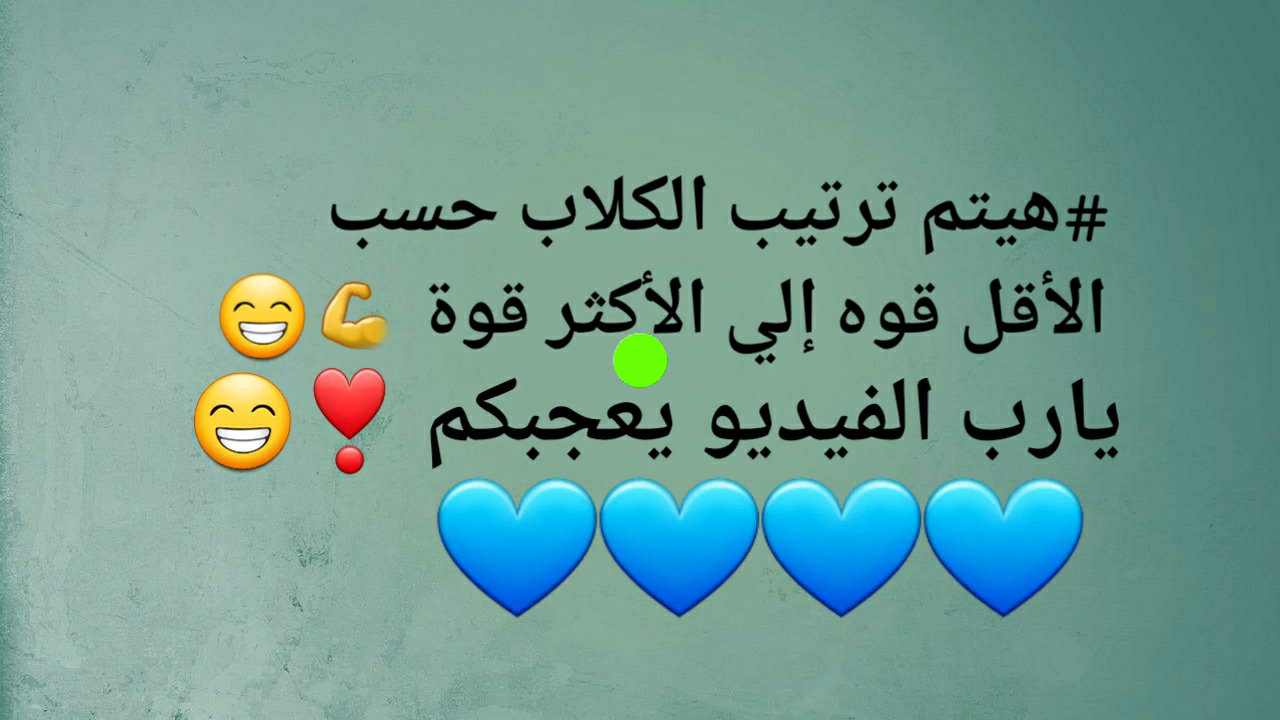 #هيتم ترتيب الكلاب حسب
الأقل قوه إلي الأكثر قوة 💪😁
يارب الفيديو يعجبكم ❣️😁
💙💙💙💙